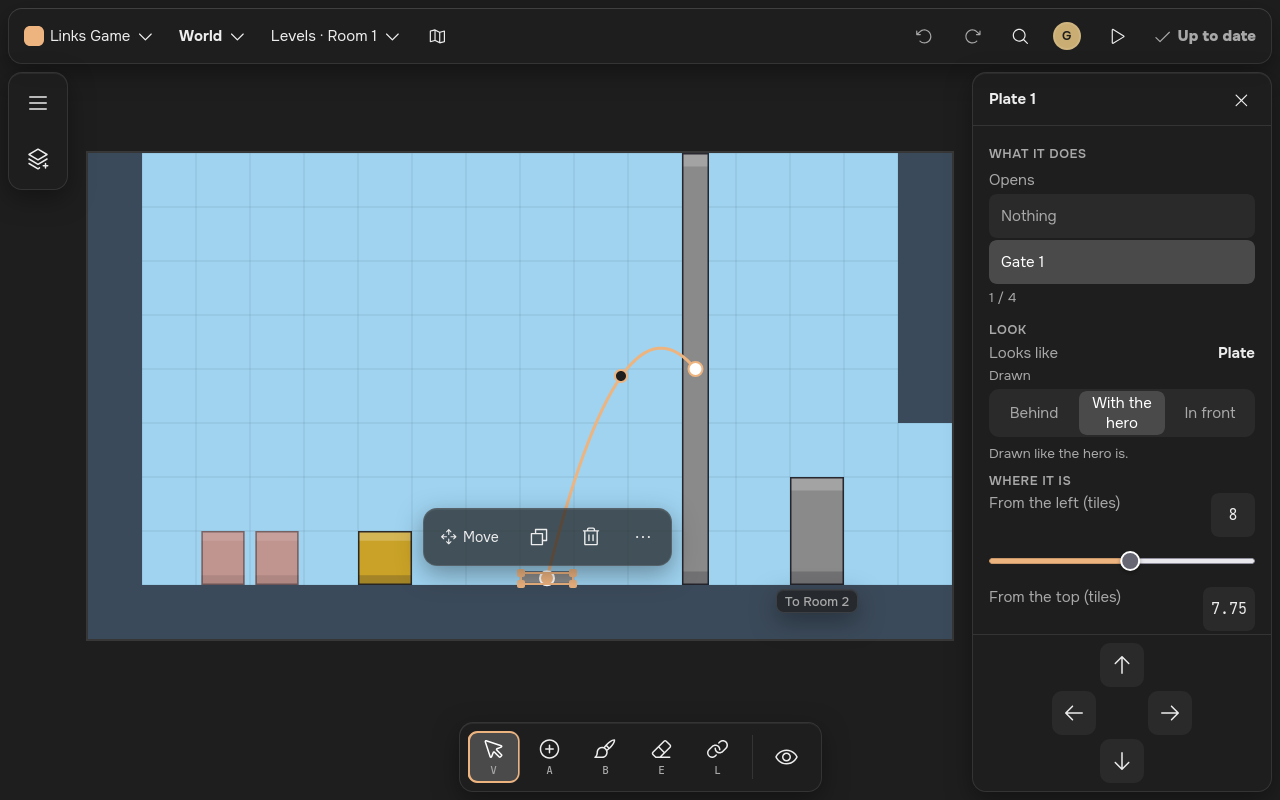 Links Game
World
Levels · Room 1
G
Up to date
Plate 1
WHAT IT DOES
Opens
Nothing
Gate 1
1 / 4
LOOK
Looks like
Plate
Drawn
Behind
With the
hero
In front
Drawn like the hero is.
WHERE IT IS
From the left (tiles)
8
From the top (tiles)
7.75
Move
To Room 2
V
A
B
E
L